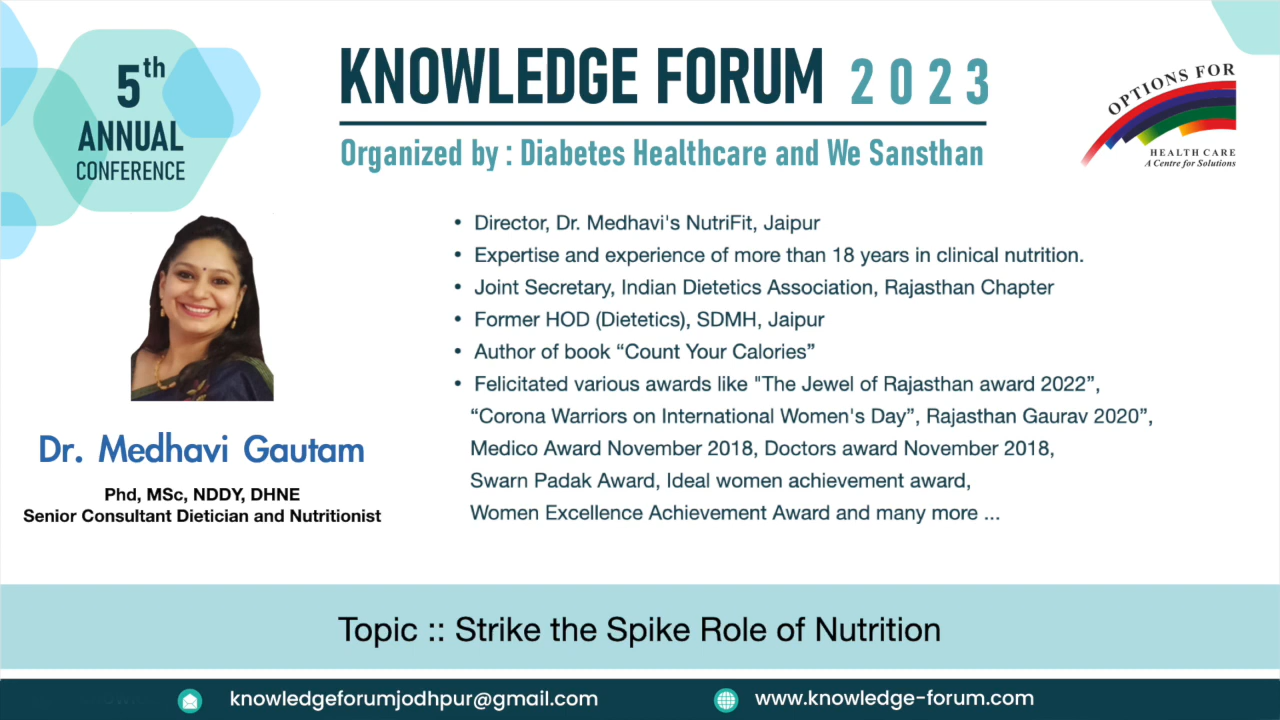 5th
ANNUAL
CONFERENCE
KNOWLEDGE FORUM 2023
Organized by : Diabetes Healthcare and We Sansthan
OPTIONS FOR
HEALTH CARE
A Centre for Solutions
• Director, Dr. Medhavi's NutriFit, Jaipur
• Expertise and experience of more than 18 years in clinical nutrition.
• Joint Secretary, Indian Dietetics Association, Rajasthan Chapter
• Former HOD (Dietetics), SDMH, Jaipur
• Author of book “Count Your Calories”
• Felicitated various awards like "The Jewel of Rajasthan award 2022”,
“Corona Warriors on International Women's Day”, Rajasthan Gaurav 2020”,
Medico Award November 2018, Doctors award November 2018,
Swarn Padak Award, Ideal women achievement award,
Women Excellence Achievement Award and many more ...
Dr. Medhavi Gautam
Phd, MSc, NDDY, DHNE
Senior Consultant Dietician and Nutritionist
Topic :: Strike the Spike Role of Nutrition
knowledgeforumjodhpur@gmail.com
www.knowledge-forum.com